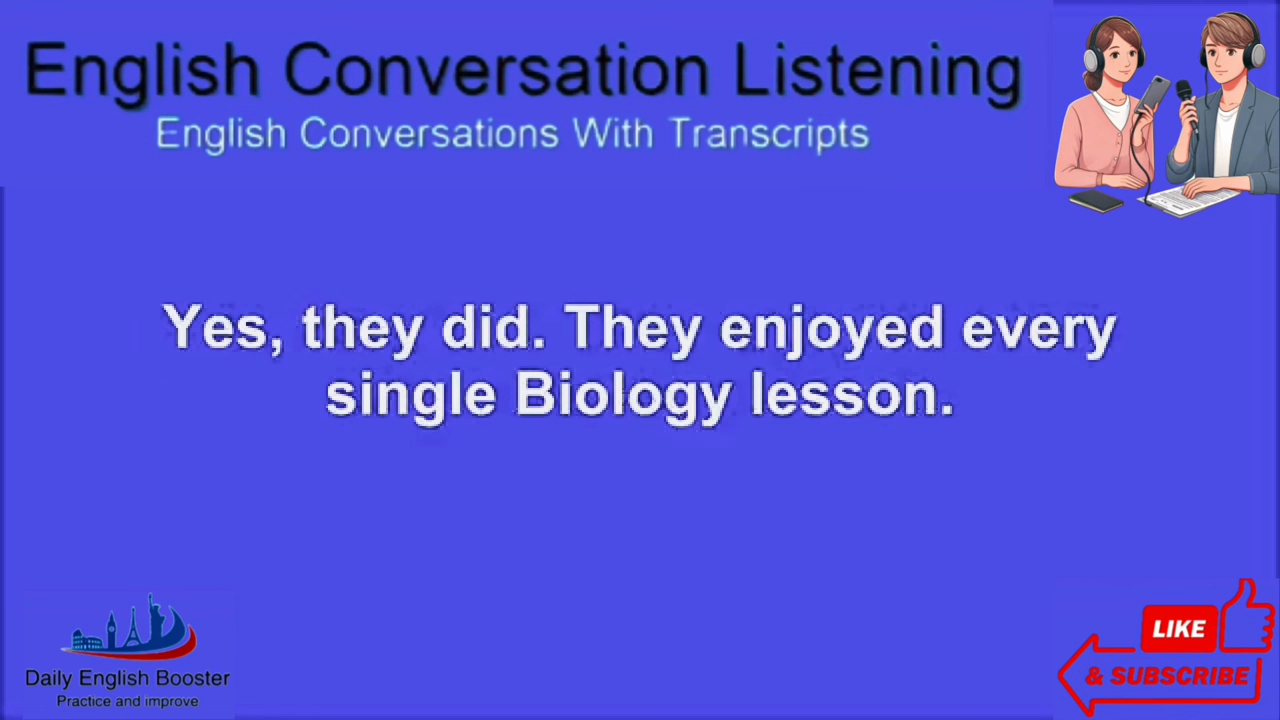 English Conversation Listening
English Conversations With Transcripts
Yes, they did. They enjoyed every
single Biology lesson.
Daily English Booster
Practice and improve
LIKE
& SUBSCRIBE